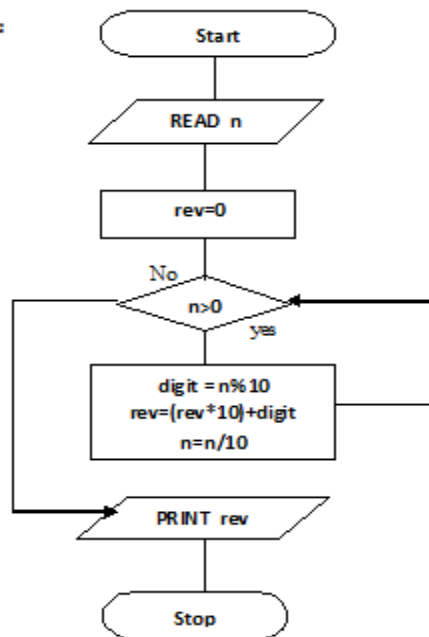 Start
READ n
rev=0
No
n>0
yes
digit = n%10
rev=(rev*10)+digit
n=n/10
PRINT rev
Stop